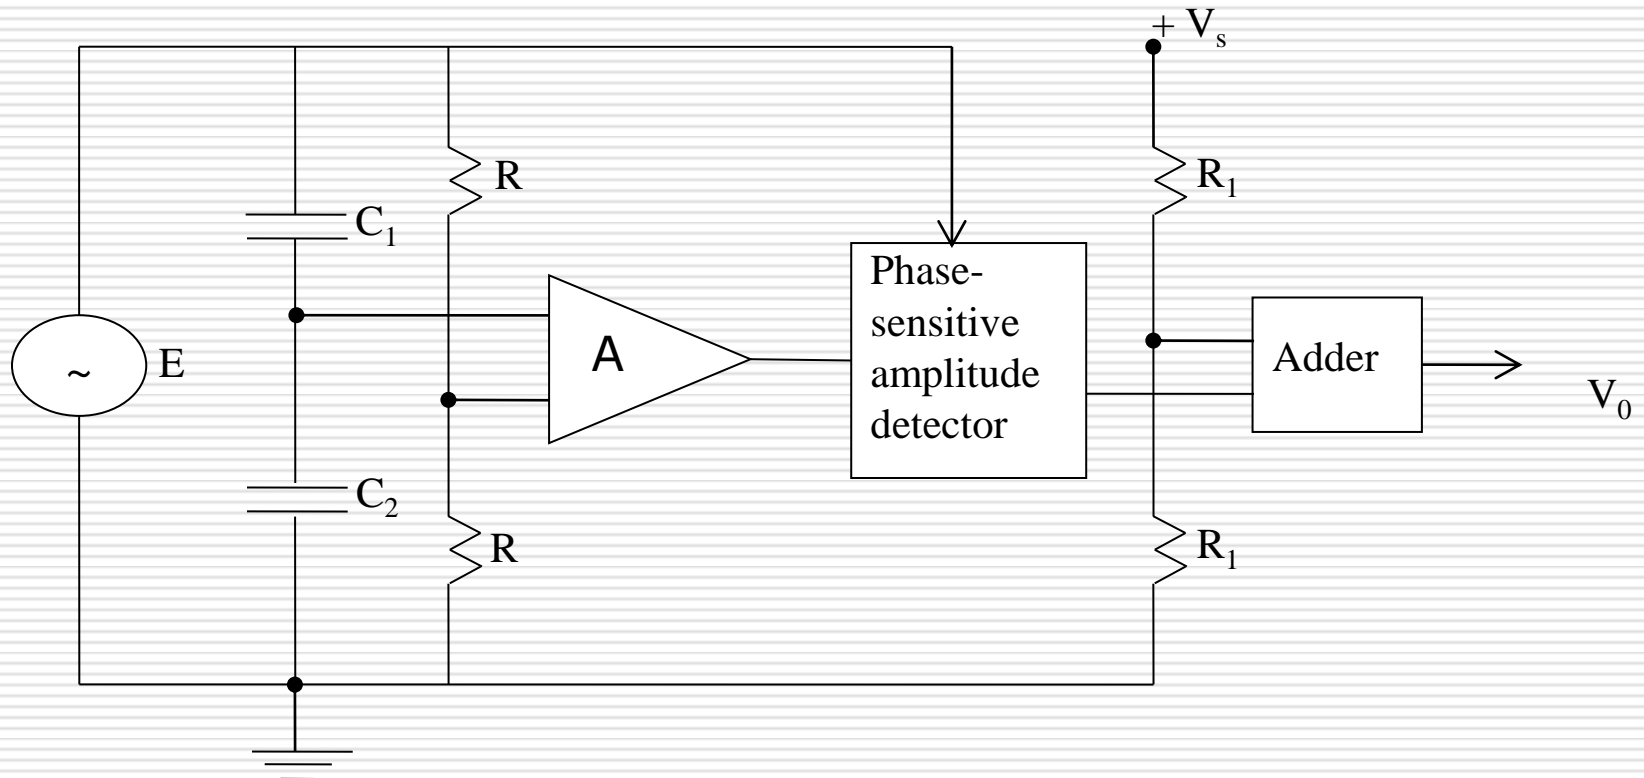 + Vₛ
R
R₁
C₁
Phase-
sensitive
amplitude
detector
A
Adder
E
~
V₀
C₂
R
R₁